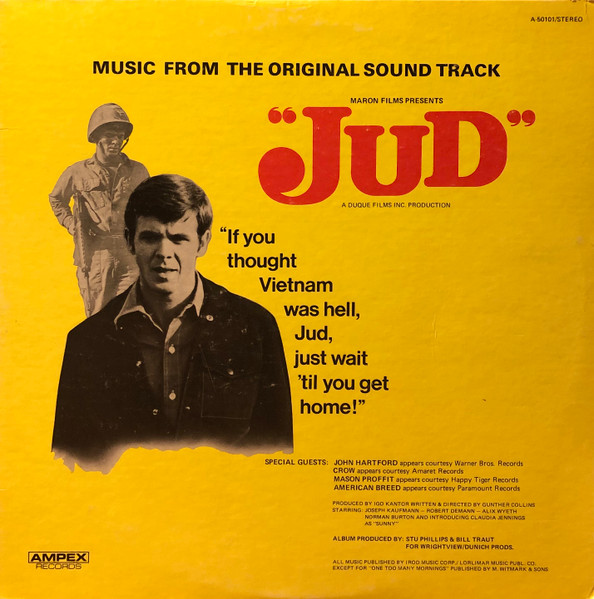 A-50101/STEREO
MUSIC FROM THE ORIGINAL SOUND TRACK
MARON FILMS PRESENTS
“JUD”
A DUQUE FILMS INC. PRODUCTION
“If you
thought
Vietnam
was hell,
Jud,
just wait
’til you get
home!”
SPECIAL GUESTS: JOHN HARTFORD appears courtesy Warner Bros. Records
CROW appears courtesy Amaret Records
MASON PROFFIT appears courtesy Happy Tiger Records
AMERICAN BREED appears courtesy Paramount Records
PRODUCED BY: IGO KANTOR WRITTEN & DIRECTED BY GUNTHER COLLINS
STARRING: JOSEPH KAUFMANN – ROBERT DEMANN – ALIX WYETH
NORMAN BURTON AND INTRODUCING CLAUDIA JENNINGS
AS “SUNNY”
ALBUM PRODUCED BY: STU PHILLIPS & BILL TRAUT
FOR WRIGHTVIEW/DUNICH PRODS.
ALL MUSIC PUBLISHED BY IROD MUSIC CORP./ LORLIMAR MUSIC PUBL. CO.
EXCEPT FOR “ONE TOO MANY MORNINGS” PUBLISHED BY M. WITMARK & SONS
AMPEX
RECORDS